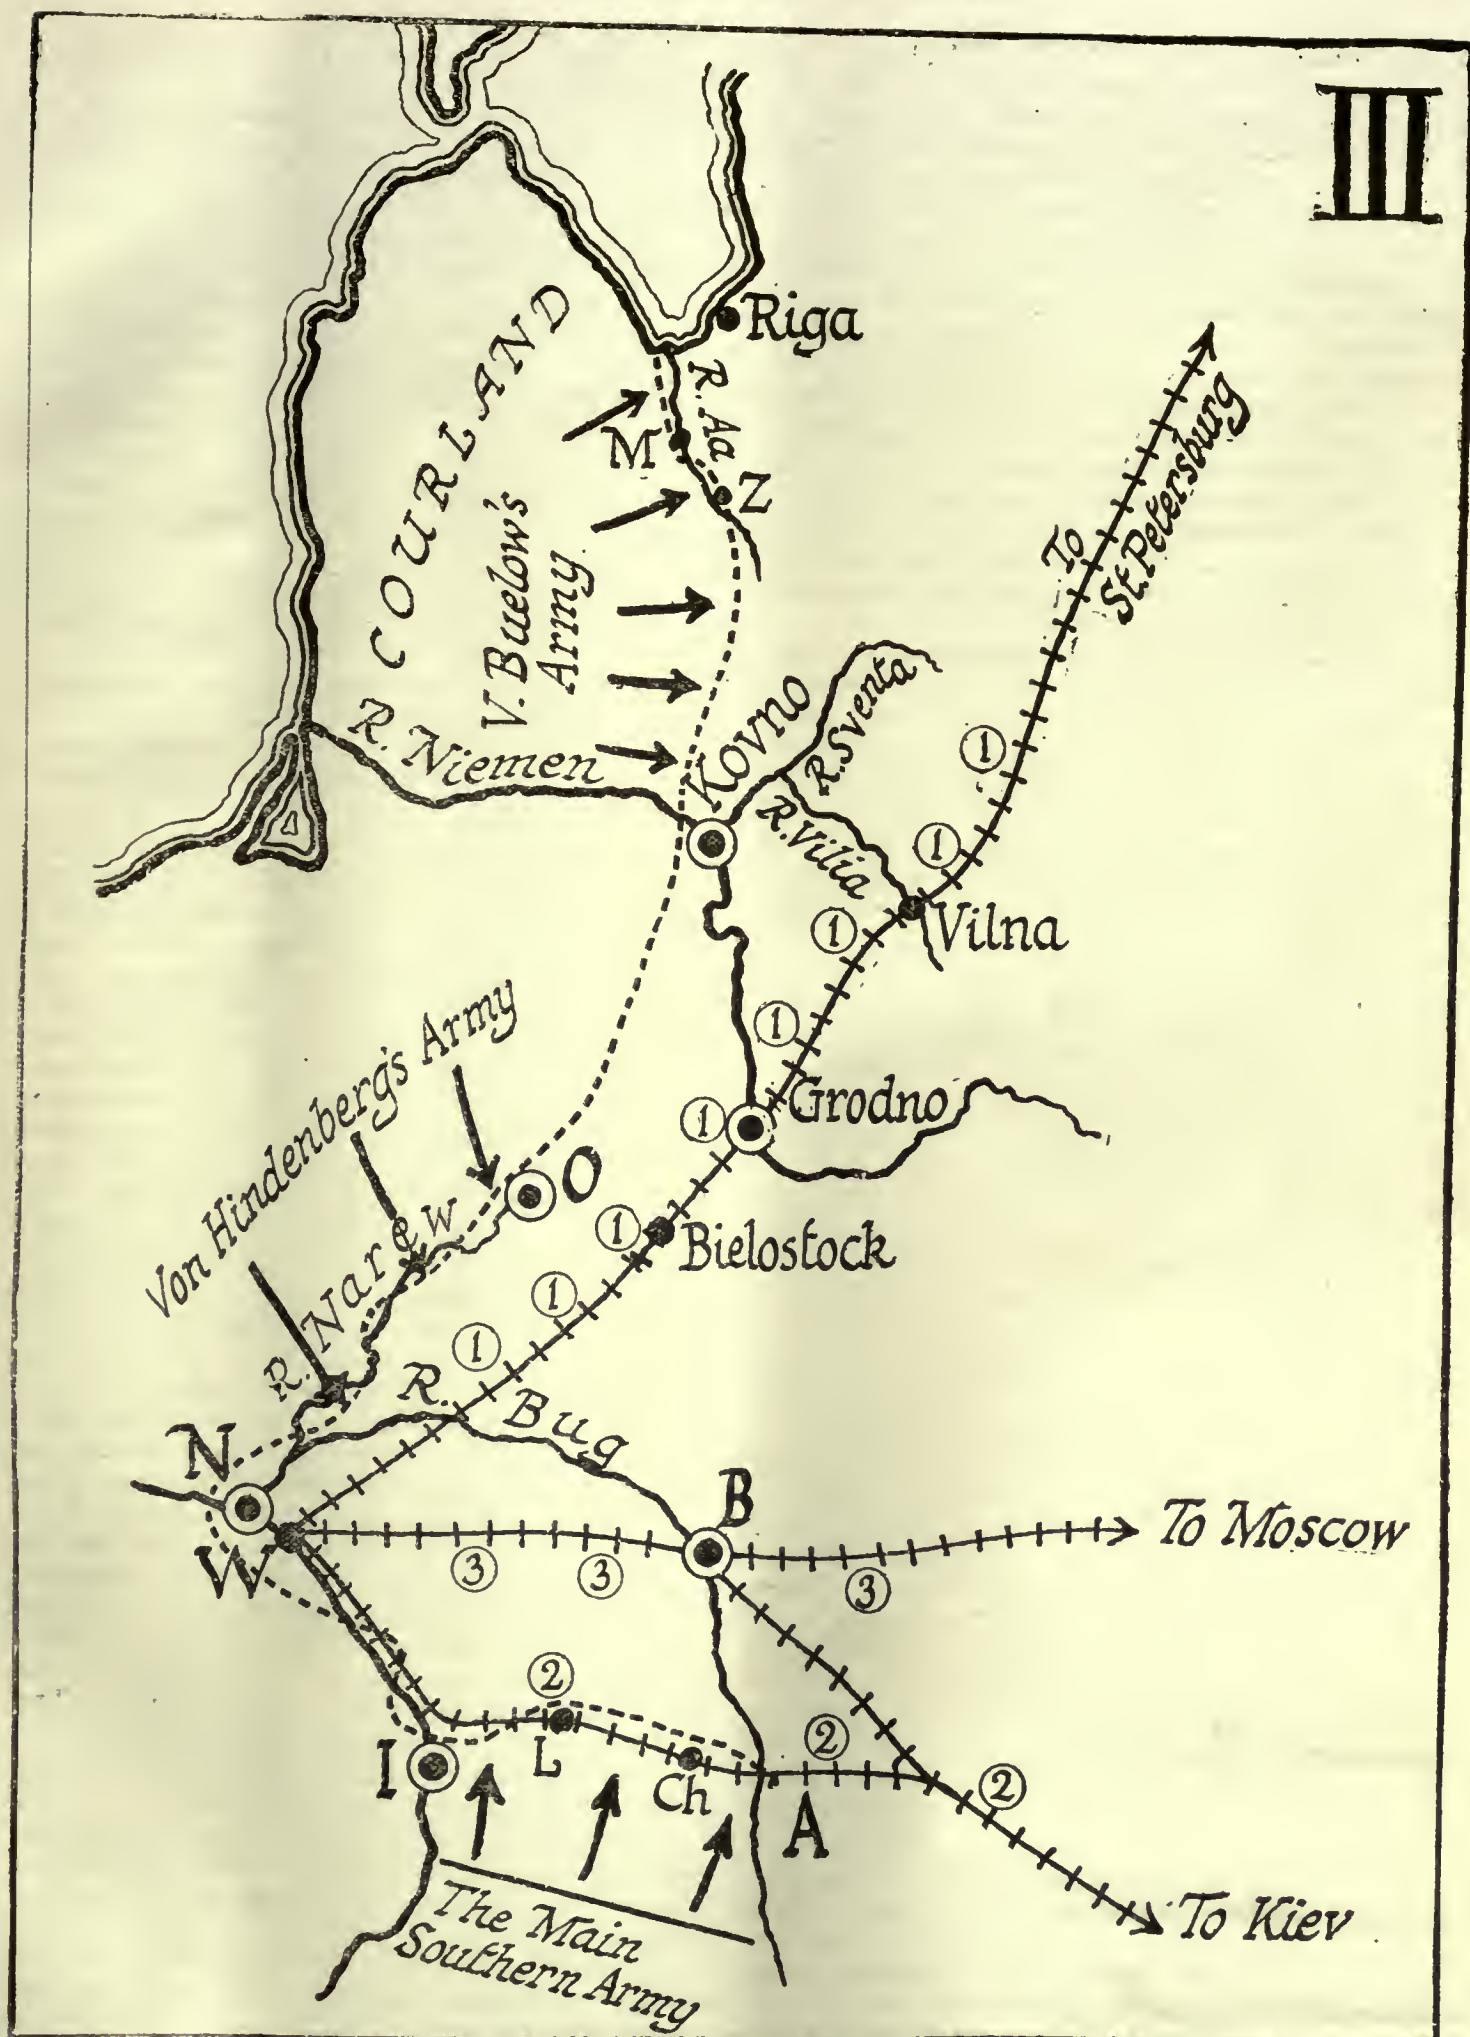 III
Riga
COURLAND
R. Aa
M
Z
V. Buelow's
Army
To
St. Petersburg
R. Niemen
Kovno
R. Sventa
R. Vilia
1
1
Vilna
1
1
Grodno
1
Von Hindenberg's Army
O
R. Narew
1
Bielostock
1
1
R. Bug
N
W
B
To Moscow
3
3
3
2
L
I
Ch
2
A
2
The Main
Southern Army
To Kiev